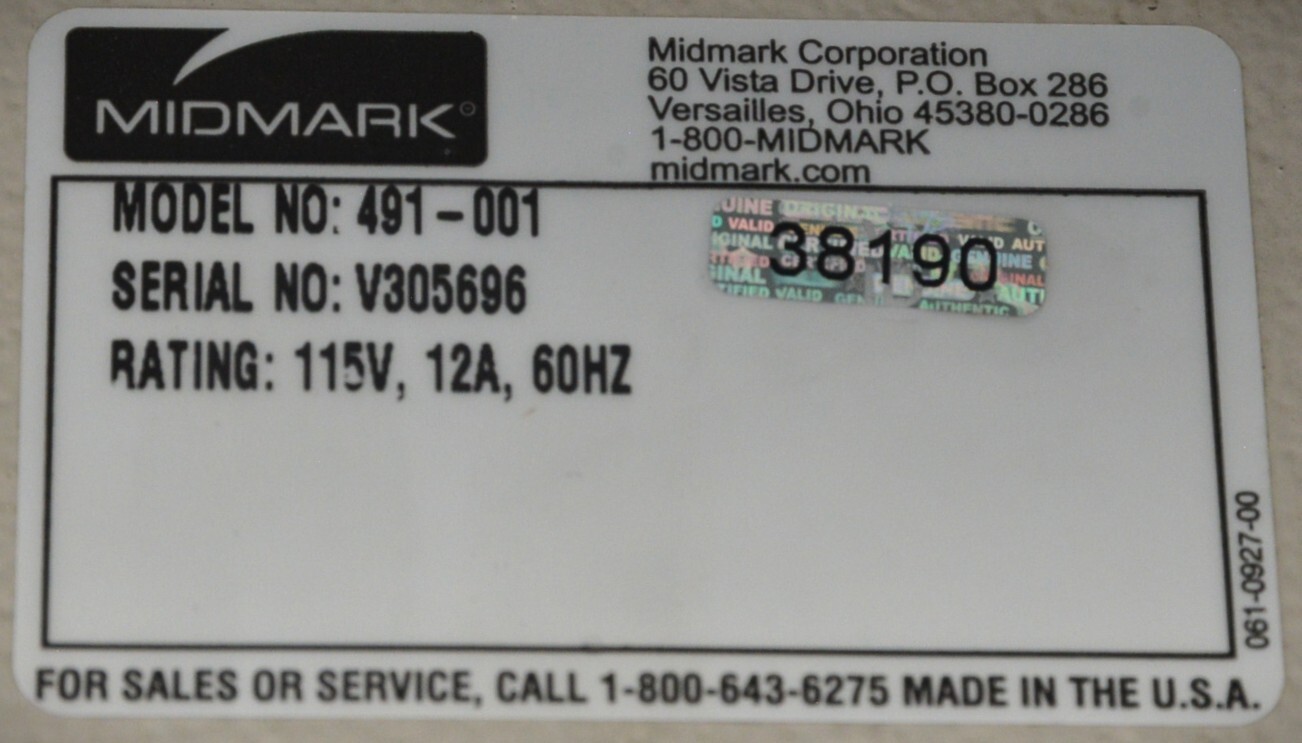 MIDMARK®
Midmark Corporation
60 Vista Drive, P.O. Box 286
Versailles, Ohio 45380-0286
1-800-MIDMARK
midmark.com
MODEL NO: 491-001
SERIAL NO: V305696
RATING: 115V, 12A, 60HZ
38190
VALID
AUTHENTIC
061-0927-00
FOR SALES OR SERVICE, CALL 1-800-643-6275 MADE IN THE U.S.A.